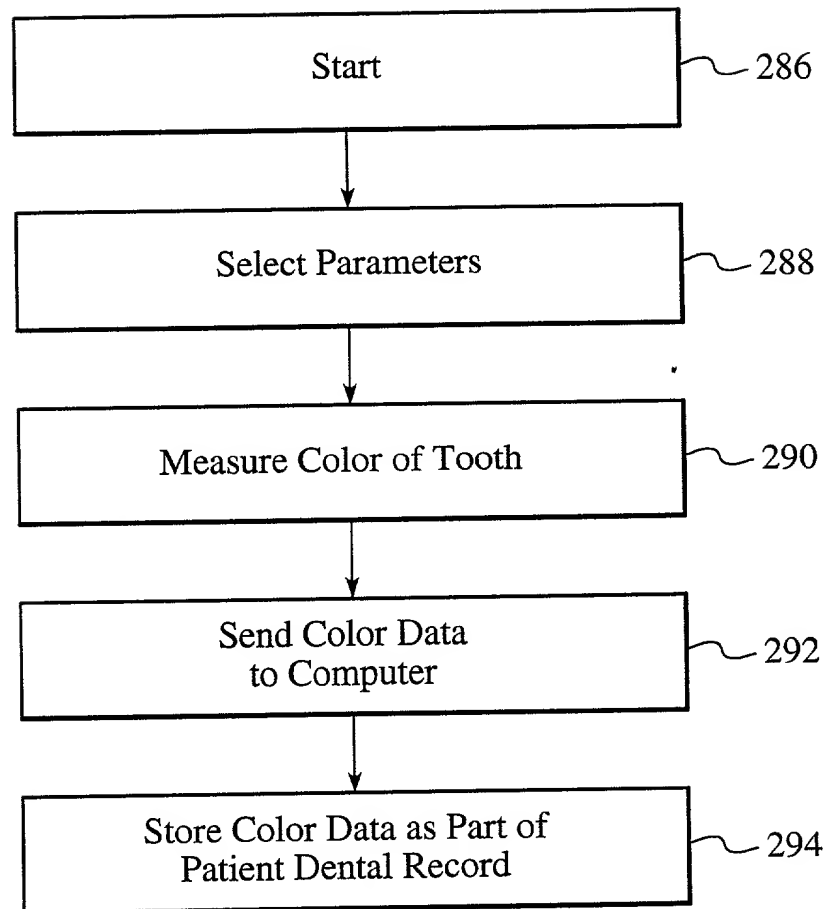 Start
286
Select Parameters
288
Measure Color of Tooth
290
Send Color Data
to Computer
292
Store Color Data as Part of
Patient Dental Record
294